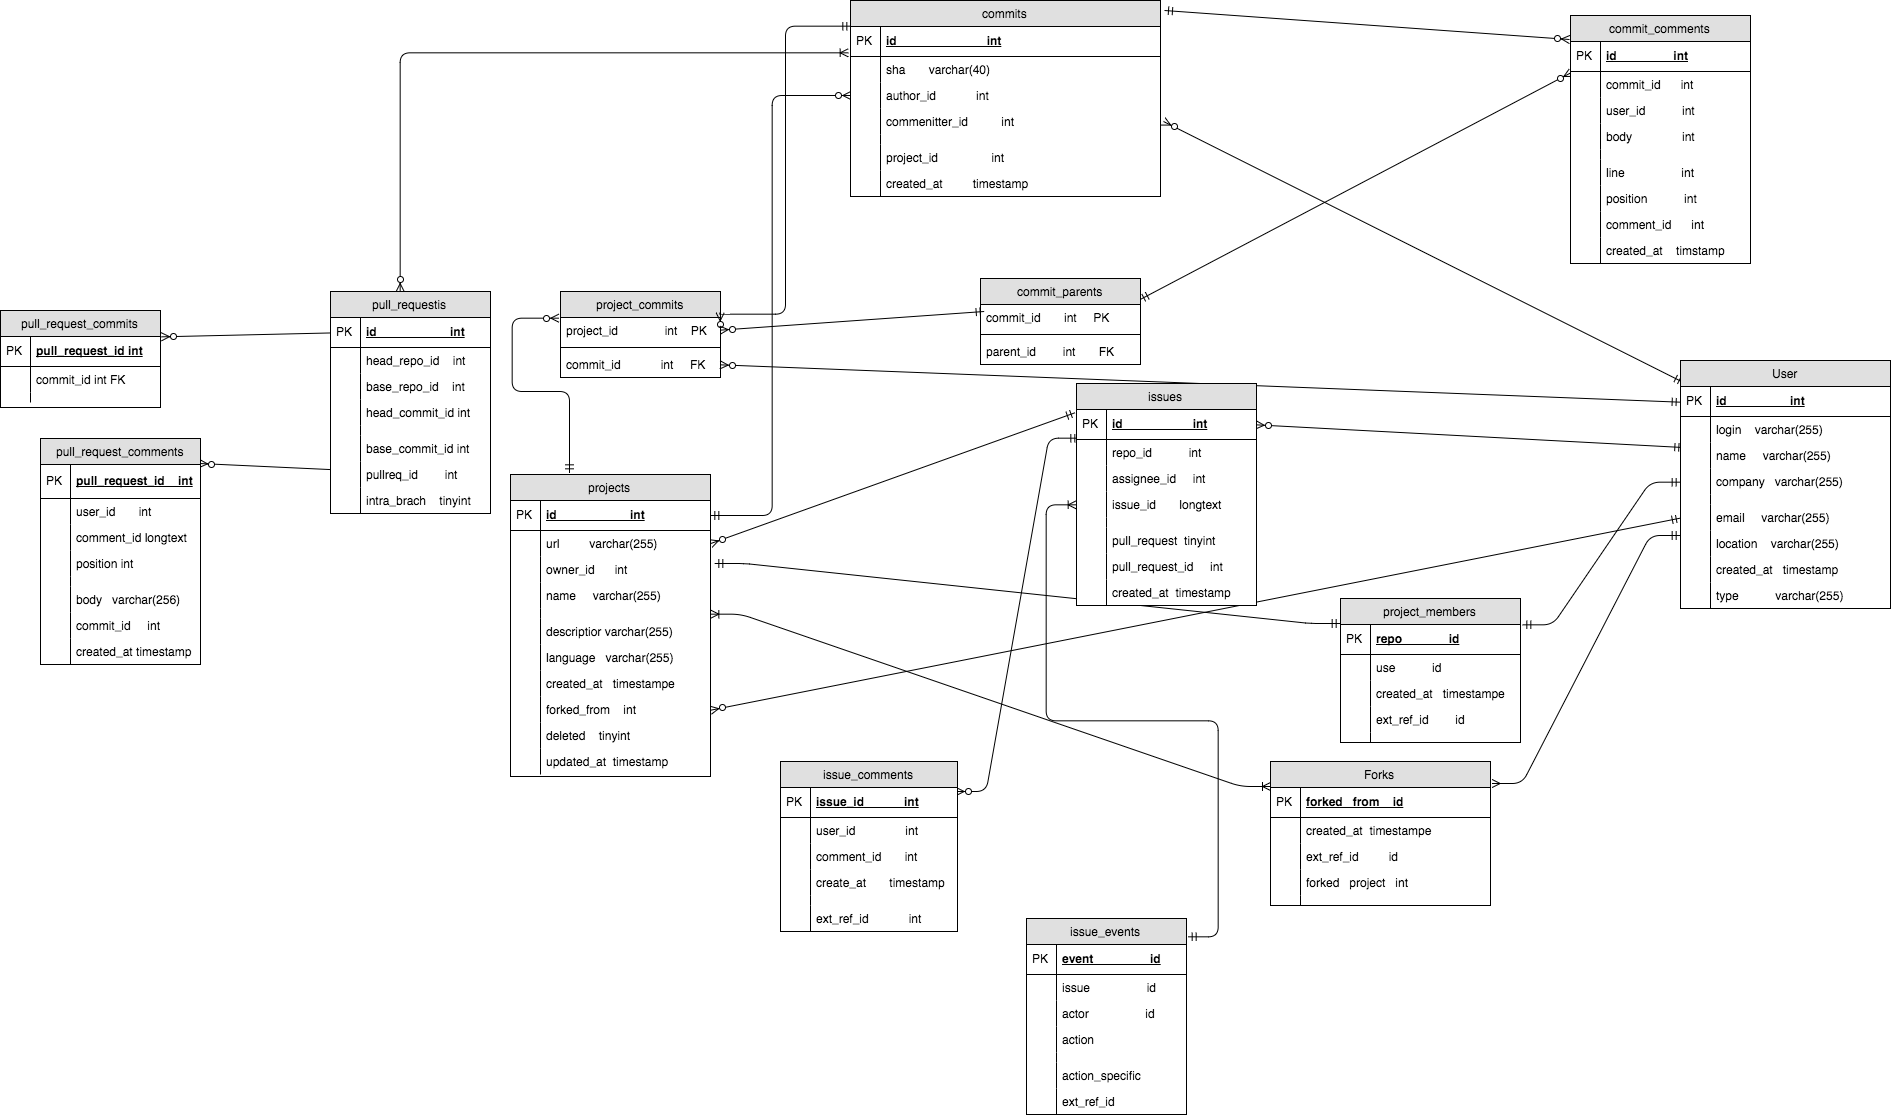 commits
PK id int
sha varchar(40)
author_id int
commenitter_id int
project_id int
created_at timestamp
commit_comments
PK id int
commit_id int
user_id int
body int
line int
position int
comment_id int
created_at timstamp
pull_request_commits
PK pull_request_id int
commit_id int FK
pull_requestis
PK id int
head_repo_id int
base_repo_id int
head_commit_id int
base_commit_id int
pullreq_id int
intra_brach tinyint
project_commits
project_id int PK
commit_id int FK
commit_parents
commit_id int PK
parent_id int FK
pull_request_comments
PK pull_request_id int
user_id int
comment_id longtext
position int
body varchar(256)
commit_id int
created_at timestamp
issues
PK id int
repo_id int
assignee_id int
issue_id longtext
pull_request tinyint
pull_request_id int
created_at timestamp
User
PK id int
login varchar(255)
name varchar(255)
company varchar(255)
email varchar(255)
location varchar(255)
created_at timestamp
type varchar(255)
projects
PK id int
url varchar(255)
owner_id int
name varchar(255)
descriptior varchar(255)
language varchar(255)
created_at timestampe
forked_from int
deleted tinyint
updated_at timestamp
project_members
PK repo id
use id
created_at timestampe
ext_ref_id id
issue_comments
PK issue_id int
user_id int
comment_id int
create_at timestamp
ext_ref_id int
Forks
PK forked from id
created_at timestampe
ext_ref_id id
forked project int
issue_events
PK event id
issue id
actor id
action
action_specific
ext_ref_id